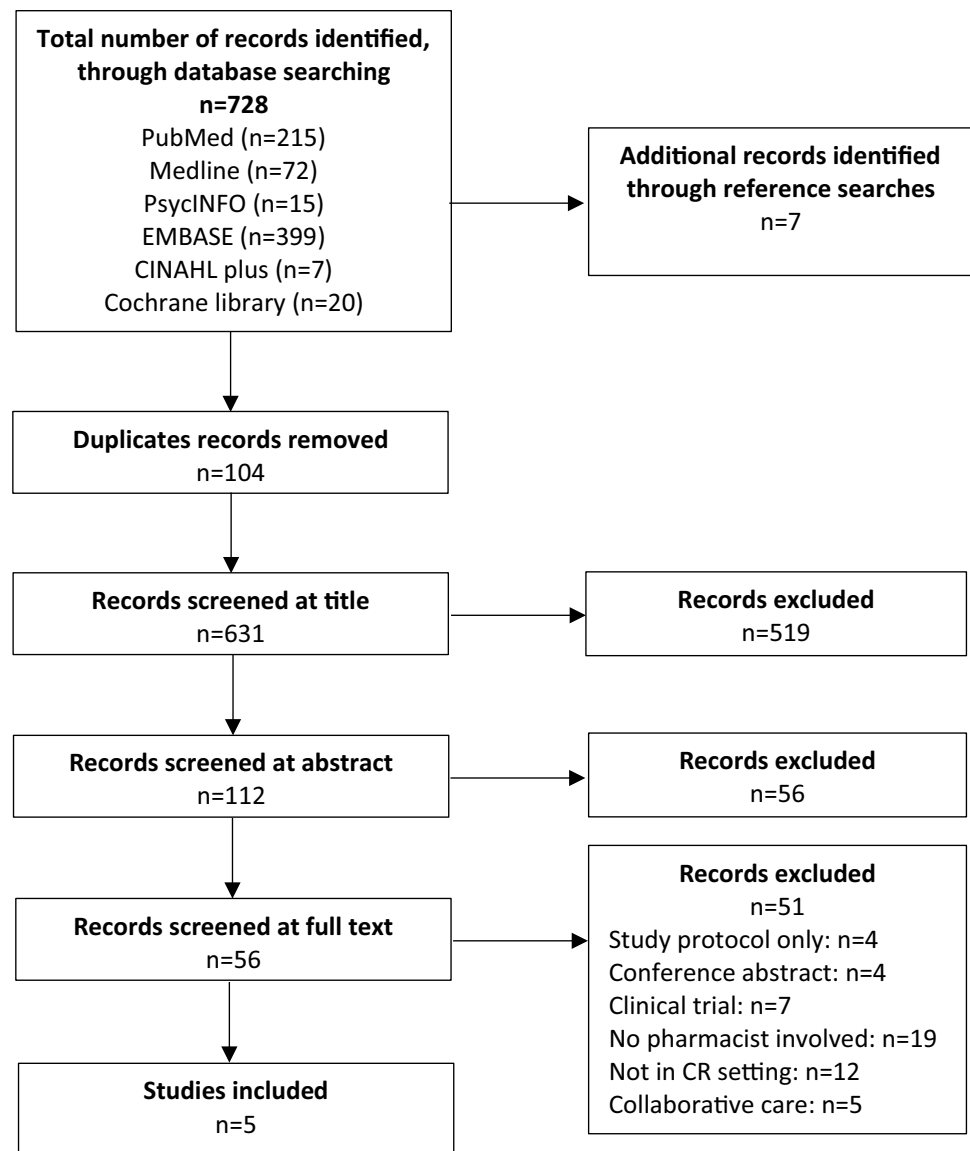 Total number of records identified,
through database searching
n=728
PubMed (n=215)
Medline (n=72)
PsycINFO (n=15)
EMBASE (n=399)
CINAHL plus (n=7)
Cochrane library (n=20)
Additional records identified
through reference searches
n=7
Duplicates records removed
n=104
Records screened at title
n=631
Records excluded
n=519
Records screened at abstract
n=112
Records excluded
n=56
Records screened at full text
n=56
Records excluded
n=51
Study protocol only: n=4
Conference abstract: n=4
Clinical trial: n=7
No pharmacist involved: n=19
Not in CR setting: n=12
Collaborative care: n=5
Studies included
n=5